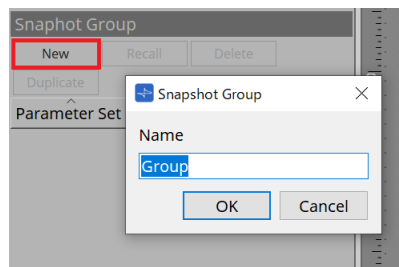 Snaphot Group
New Recall Delete
Duplicate
Parameter Set
Snapshot Group
Name
Group
OK Cancel